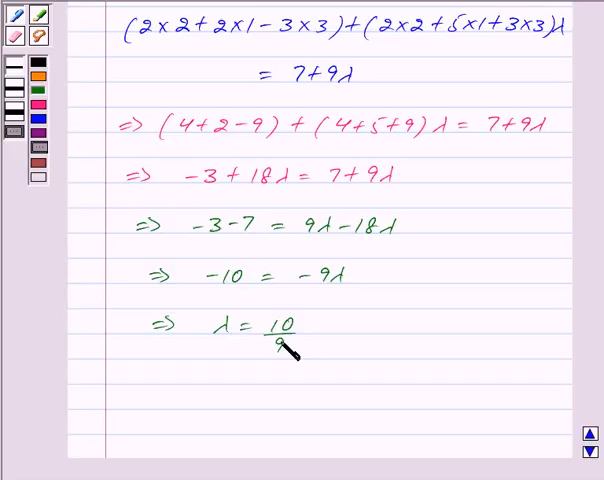 (2×2+2×1-3×3)+(2×2+5×1+3×3)λ
= 7+9λ
=> (4+2-9) + (4+5+9) λ = 7+9λ
=> -3 + 18λ = 7+9λ
=> -3-7 = 9λ-18λ
=> -10 = -9λ
=> λ = 10/9